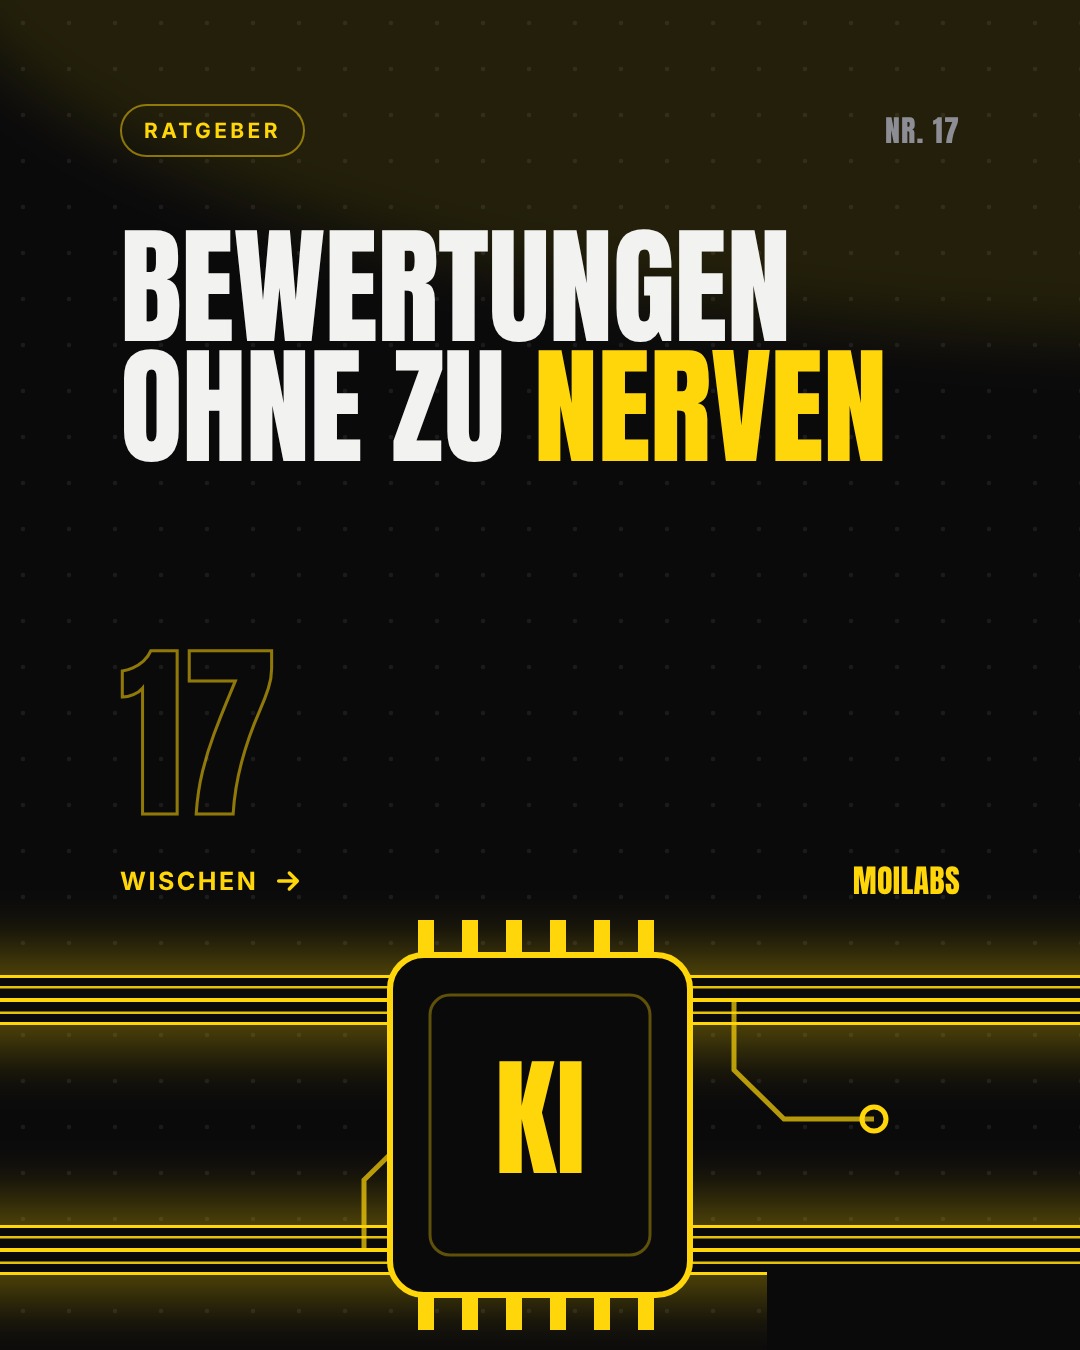 RATGEBER
NR. 17
BEWERTUNGEN
OHNE ZU NERVEN
17
WISCHEN →
MOILABS
KI